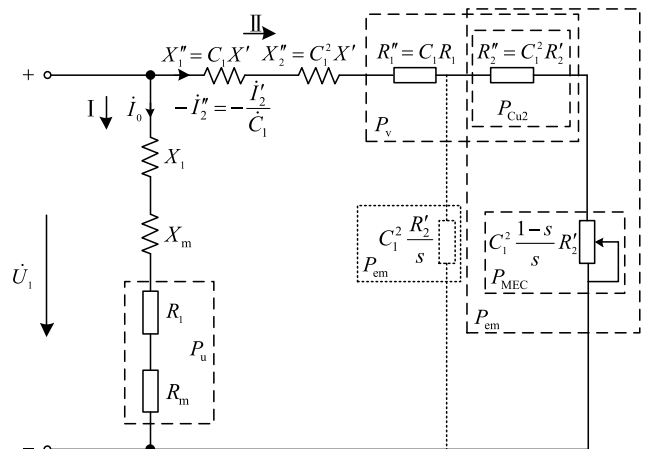 II
X₁″=C₁X′
X₂″=C₁²X′
R₁″=C₁R₁
R₂″=C₁²R₂′
+
I
İ₀
−İ₂″=−İ₂′/Ċ₁
P_v
P_Cu2
X₁
X_m
C₁² R₂′/s
P_em
C₁² (1−s)/s R₂′
P_MEC
U̇₁
R₁
P_u
P_em
R_m
−